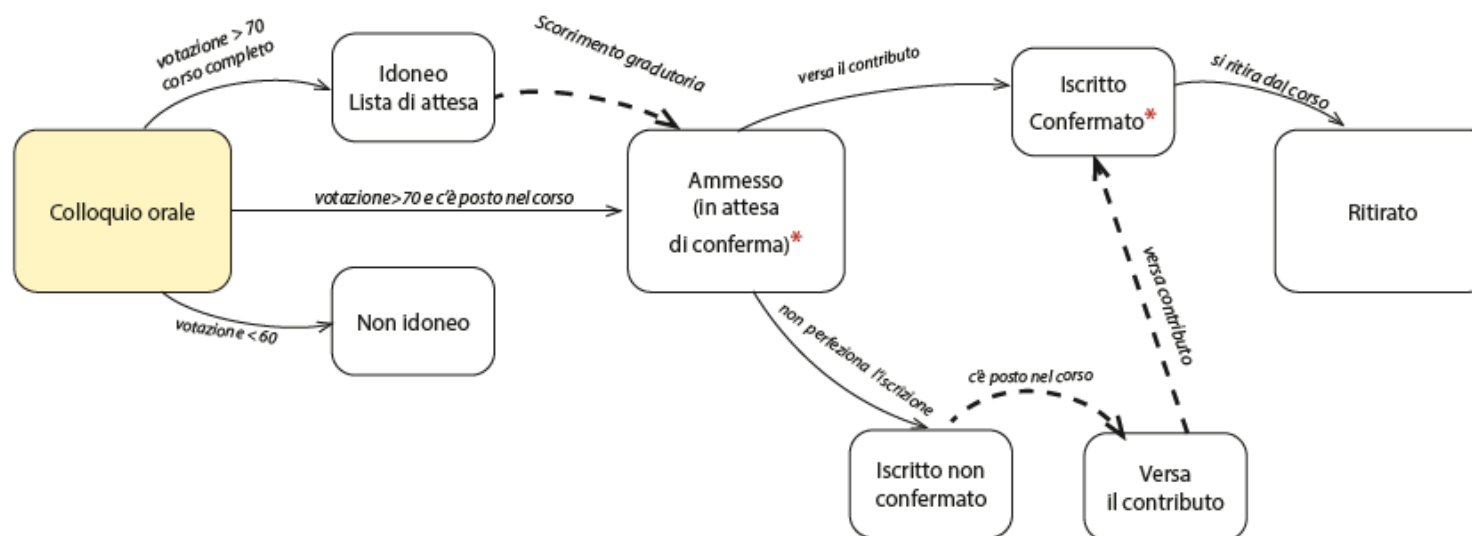 votazione > 70
corso completo
Idoneo
Lista di attesa
Scorrimento gradutoria
versa il contributo
Iscritto
Confermato*
si ritira dal corso
Colloquio orale
votazione>70 e c'è posto nel corso
Ammesso
(in attesa
di conferma)*
Ritirato
votazione < 60
Non idoneo
non perfeziona l'iscrizione
c'è posto nel corso
versa contributo
Iscritto non
confermato
Versa
il contributo